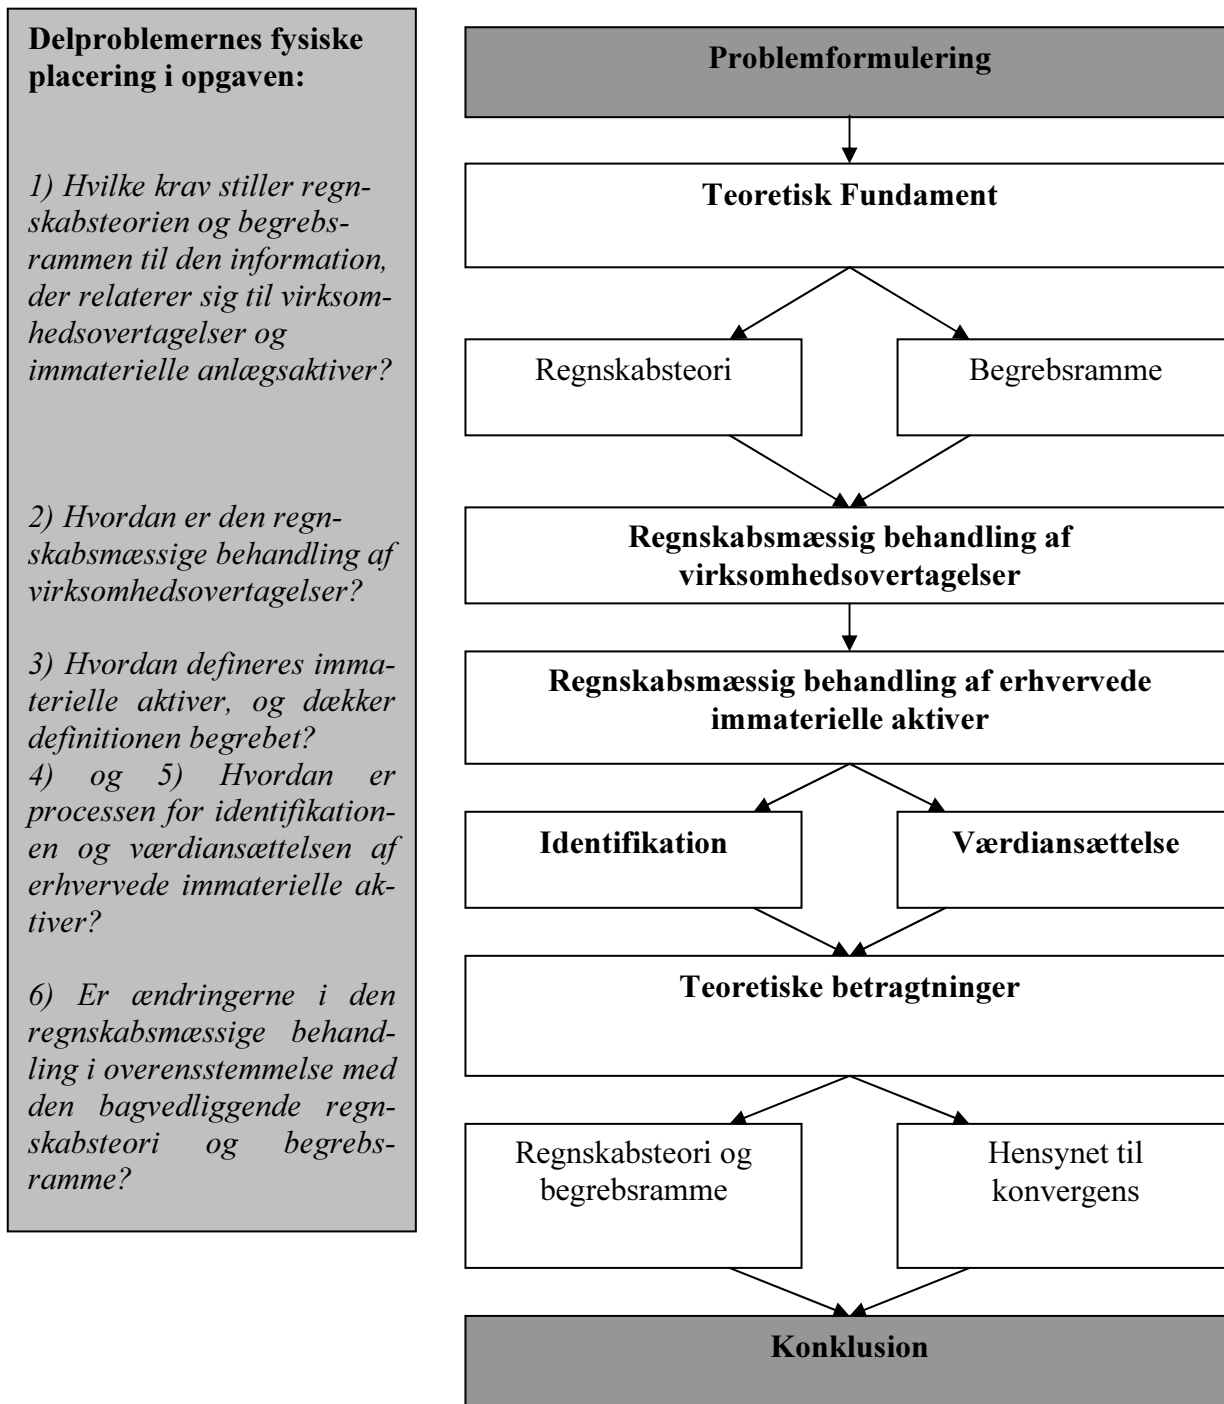 Delproblemernes fysiske
placering i opgaven:
1) Hvilke krav stiller regn-
skabsteorien og begrebs-
rammen til den information,
der relaterer sig til virksom-
hedsovertagelser og
immaterielle anlægsaktiver?
2) Hvordan er den regn-
skabsmæssige behandling af
virksomhedsovertagelser?
3) Hvordan defineres imma-
terielle aktiver, og dækker
definitionen begrebet?
4) og 5) Hvordan er
processen for identifikation-
en og værdiansættelsen af
erhvervede immaterielle ak-
tiver?
6) Er ændringerne i den
regnskabsmæssige behand-
ling i overensstemmelse med
den bagvedliggende regn-
skabsteori og begrebs-
ramme?
Problemformulering
Teoretisk Fundament
Regnskabsteori
Begrebsramme
Regnskabsmæssig behandling af
virksomhedsovertagelser
Regnskabsmæssig behandling af erhvervede
immaterielle aktiver
Identifikation
Værdiansættelse
Teoretiske betragtninger
Regnskabsteori og
begrebsramme
Hensynet til
konvergens
Konklusion